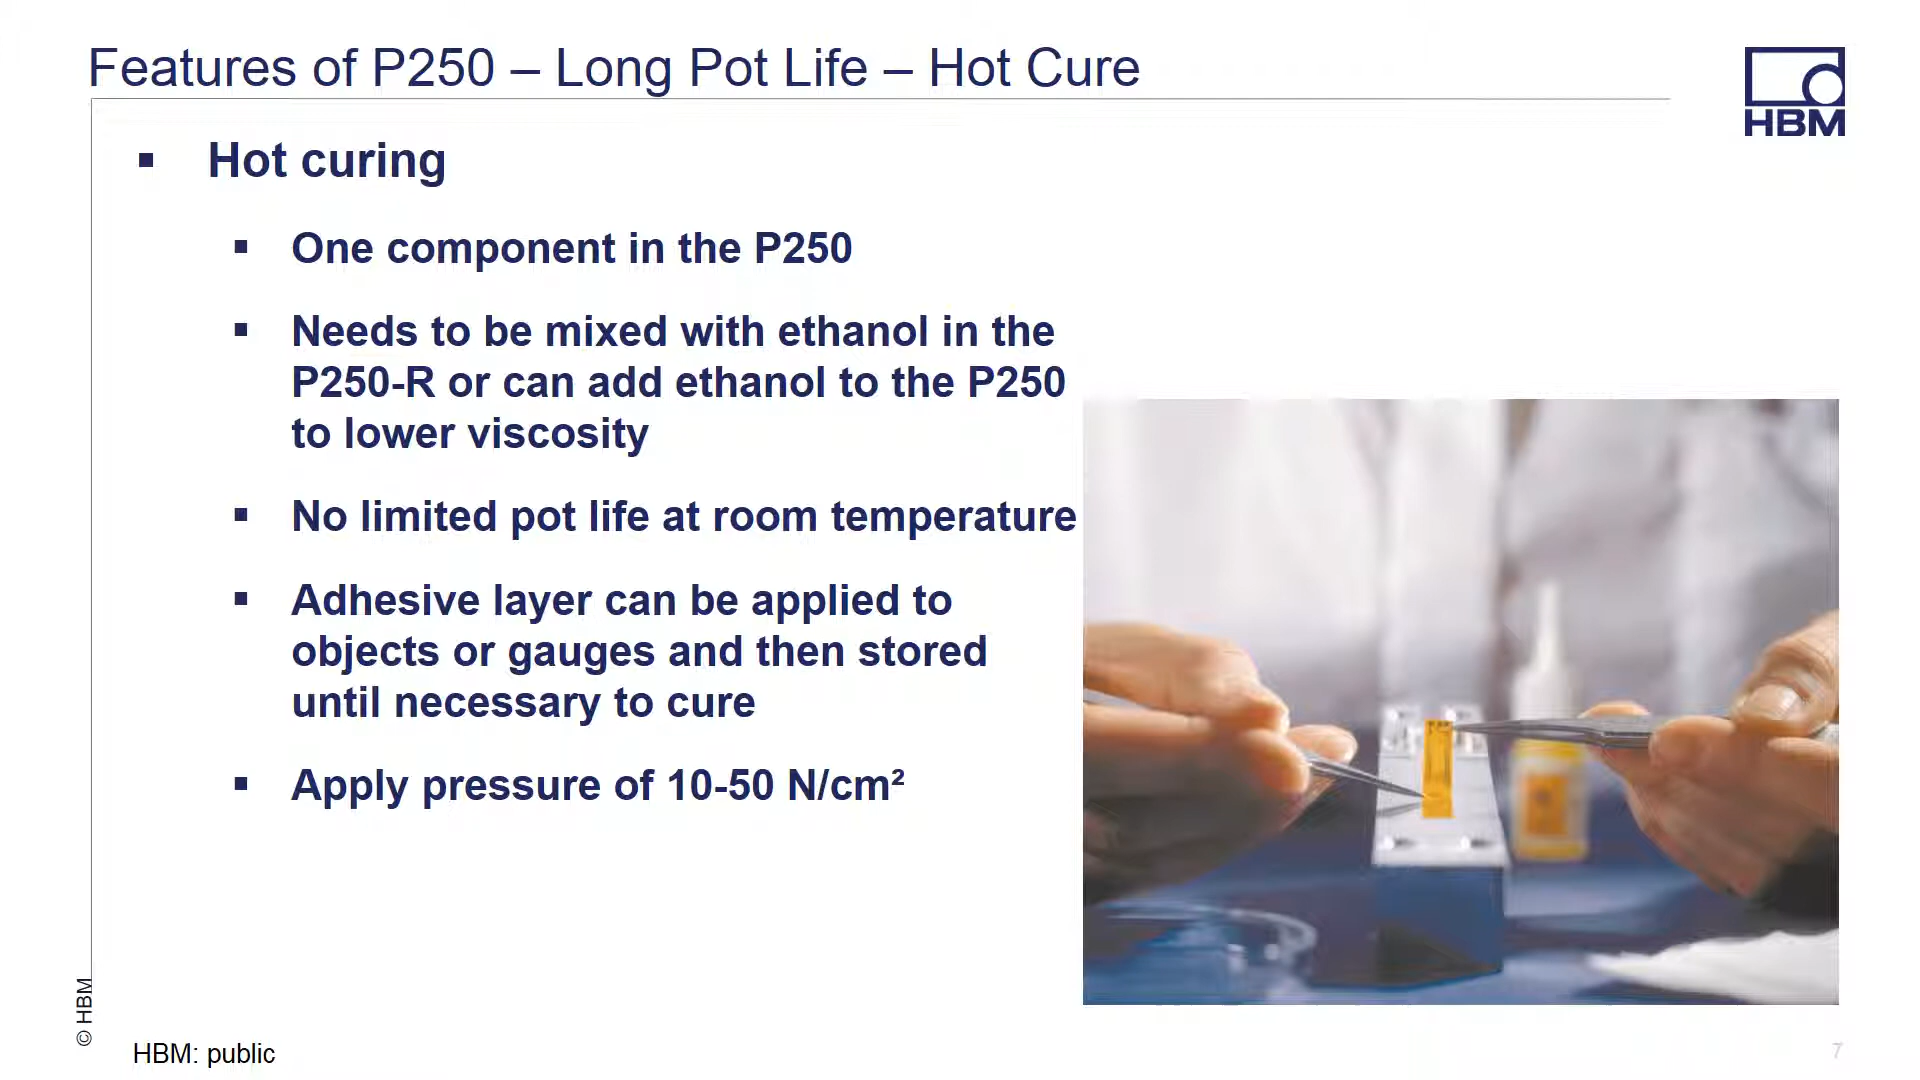 Features of P250 – Long Pot Life – Hot Cure
HBM
▪ Hot curing
▪ One component in the P250
▪ Needs to be mixed with ethanol in the
P250-R or can add ethanol to the P250
to lower viscosity
▪ No limited pot life at room temperature
▪ Adhesive layer can be applied to
objects or gauges and then stored
until necessary to cure
▪ Apply pressure of 10-50 N/cm²
© HBM
HBM: public
7